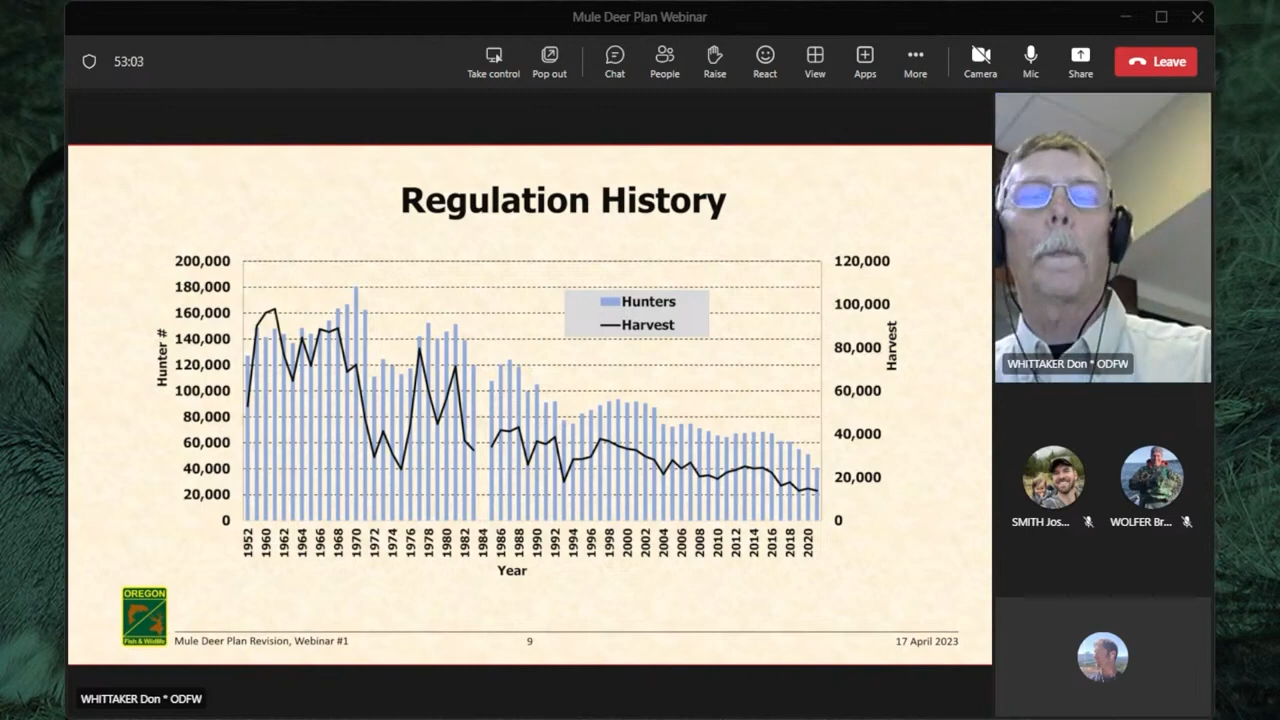 Mule Deer Plan Webinar
53:03
Take control
Pop out
Chat
People
Raise
React
View
Apps
More
Camera
Mic
Share
Leave
Regulation History
200,000
180,000
160,000
140,000
120,000
100,000
80,000
60,000
40,000
20,000
0
Hunter #
Hunters
Harvest
120,000
100,000
80,000
60,000
40,000
20,000
0
Harvest
1952
1960
1962
1964
1966
1968
1970
1972
1974
1976
1978
1980
1982
1984
1986
1988
1990
1992
1994
1996
1998
2000
2002
2004
2006
2008
2010
2012
2014
2016
2018
2020
Year
OREGON
Fish & Wildlife
Mule Deer Plan Revision, Webinar #1
9
17 April 2023
WHITTAKER Don * ODFW
WHITTAKER Don * ODFW
SMITH Jos...
WOLFER Br...